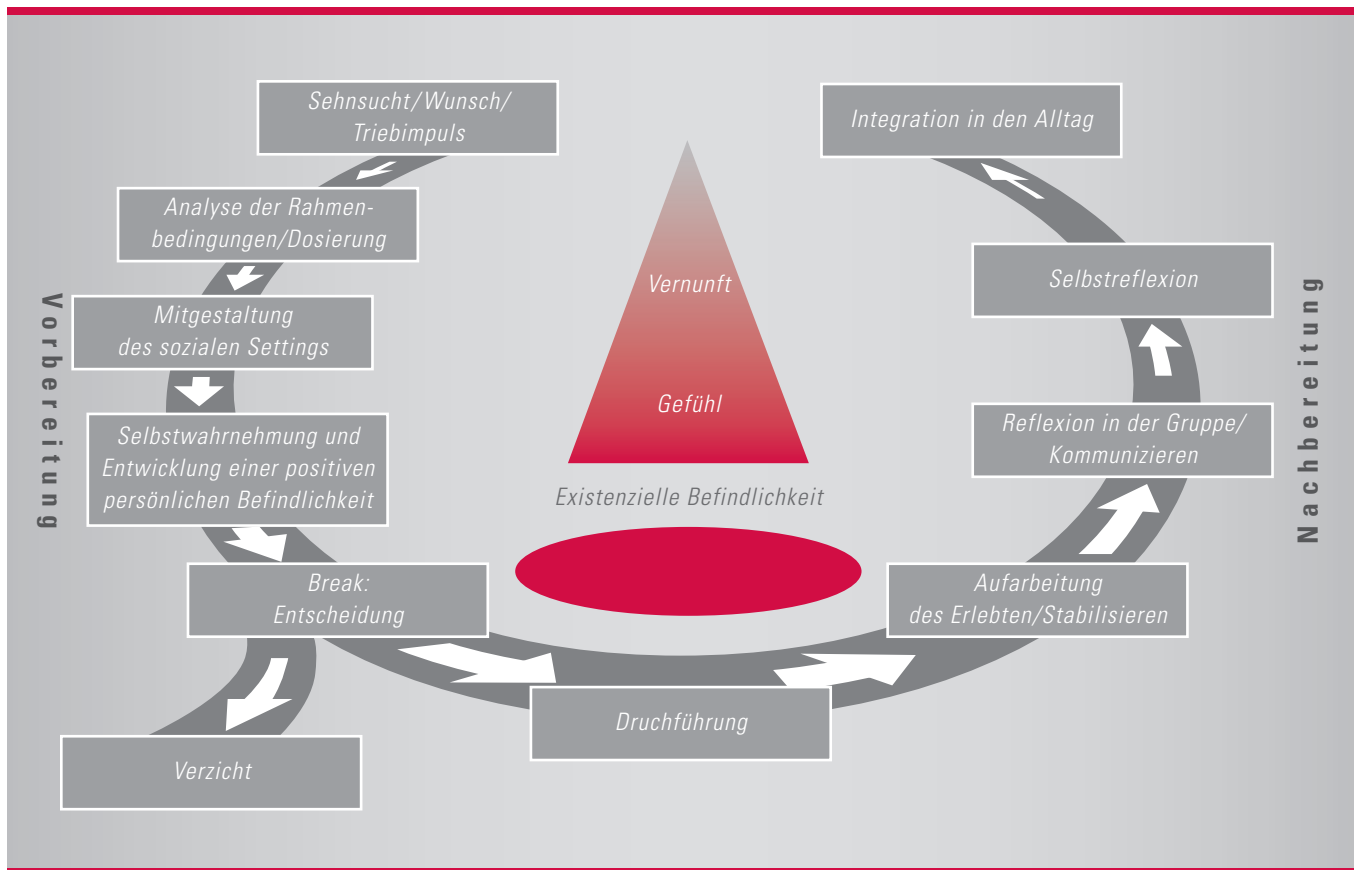 Vorbereitung
Sehnsucht/Wunsch/
Triebimpuls
Analyse der Rahmen-
bedingungen/Dosierung
Mitgestaltung
des sozialen Settings
Selbstwahrnehmung und
Entwicklung einer positiven
persönlichen Befindlichkeit
Break:
Entscheidung
Verzicht
Vernunft
Gefühl
Existenzielle Befindlichkeit
Druchführung
Aufarbeitung
des Erlebten/Stabilisieren
Reflexion in der Gruppe/
Kommunizieren
Selbstreflexion
Integration in den Alltag
Nachbereitung